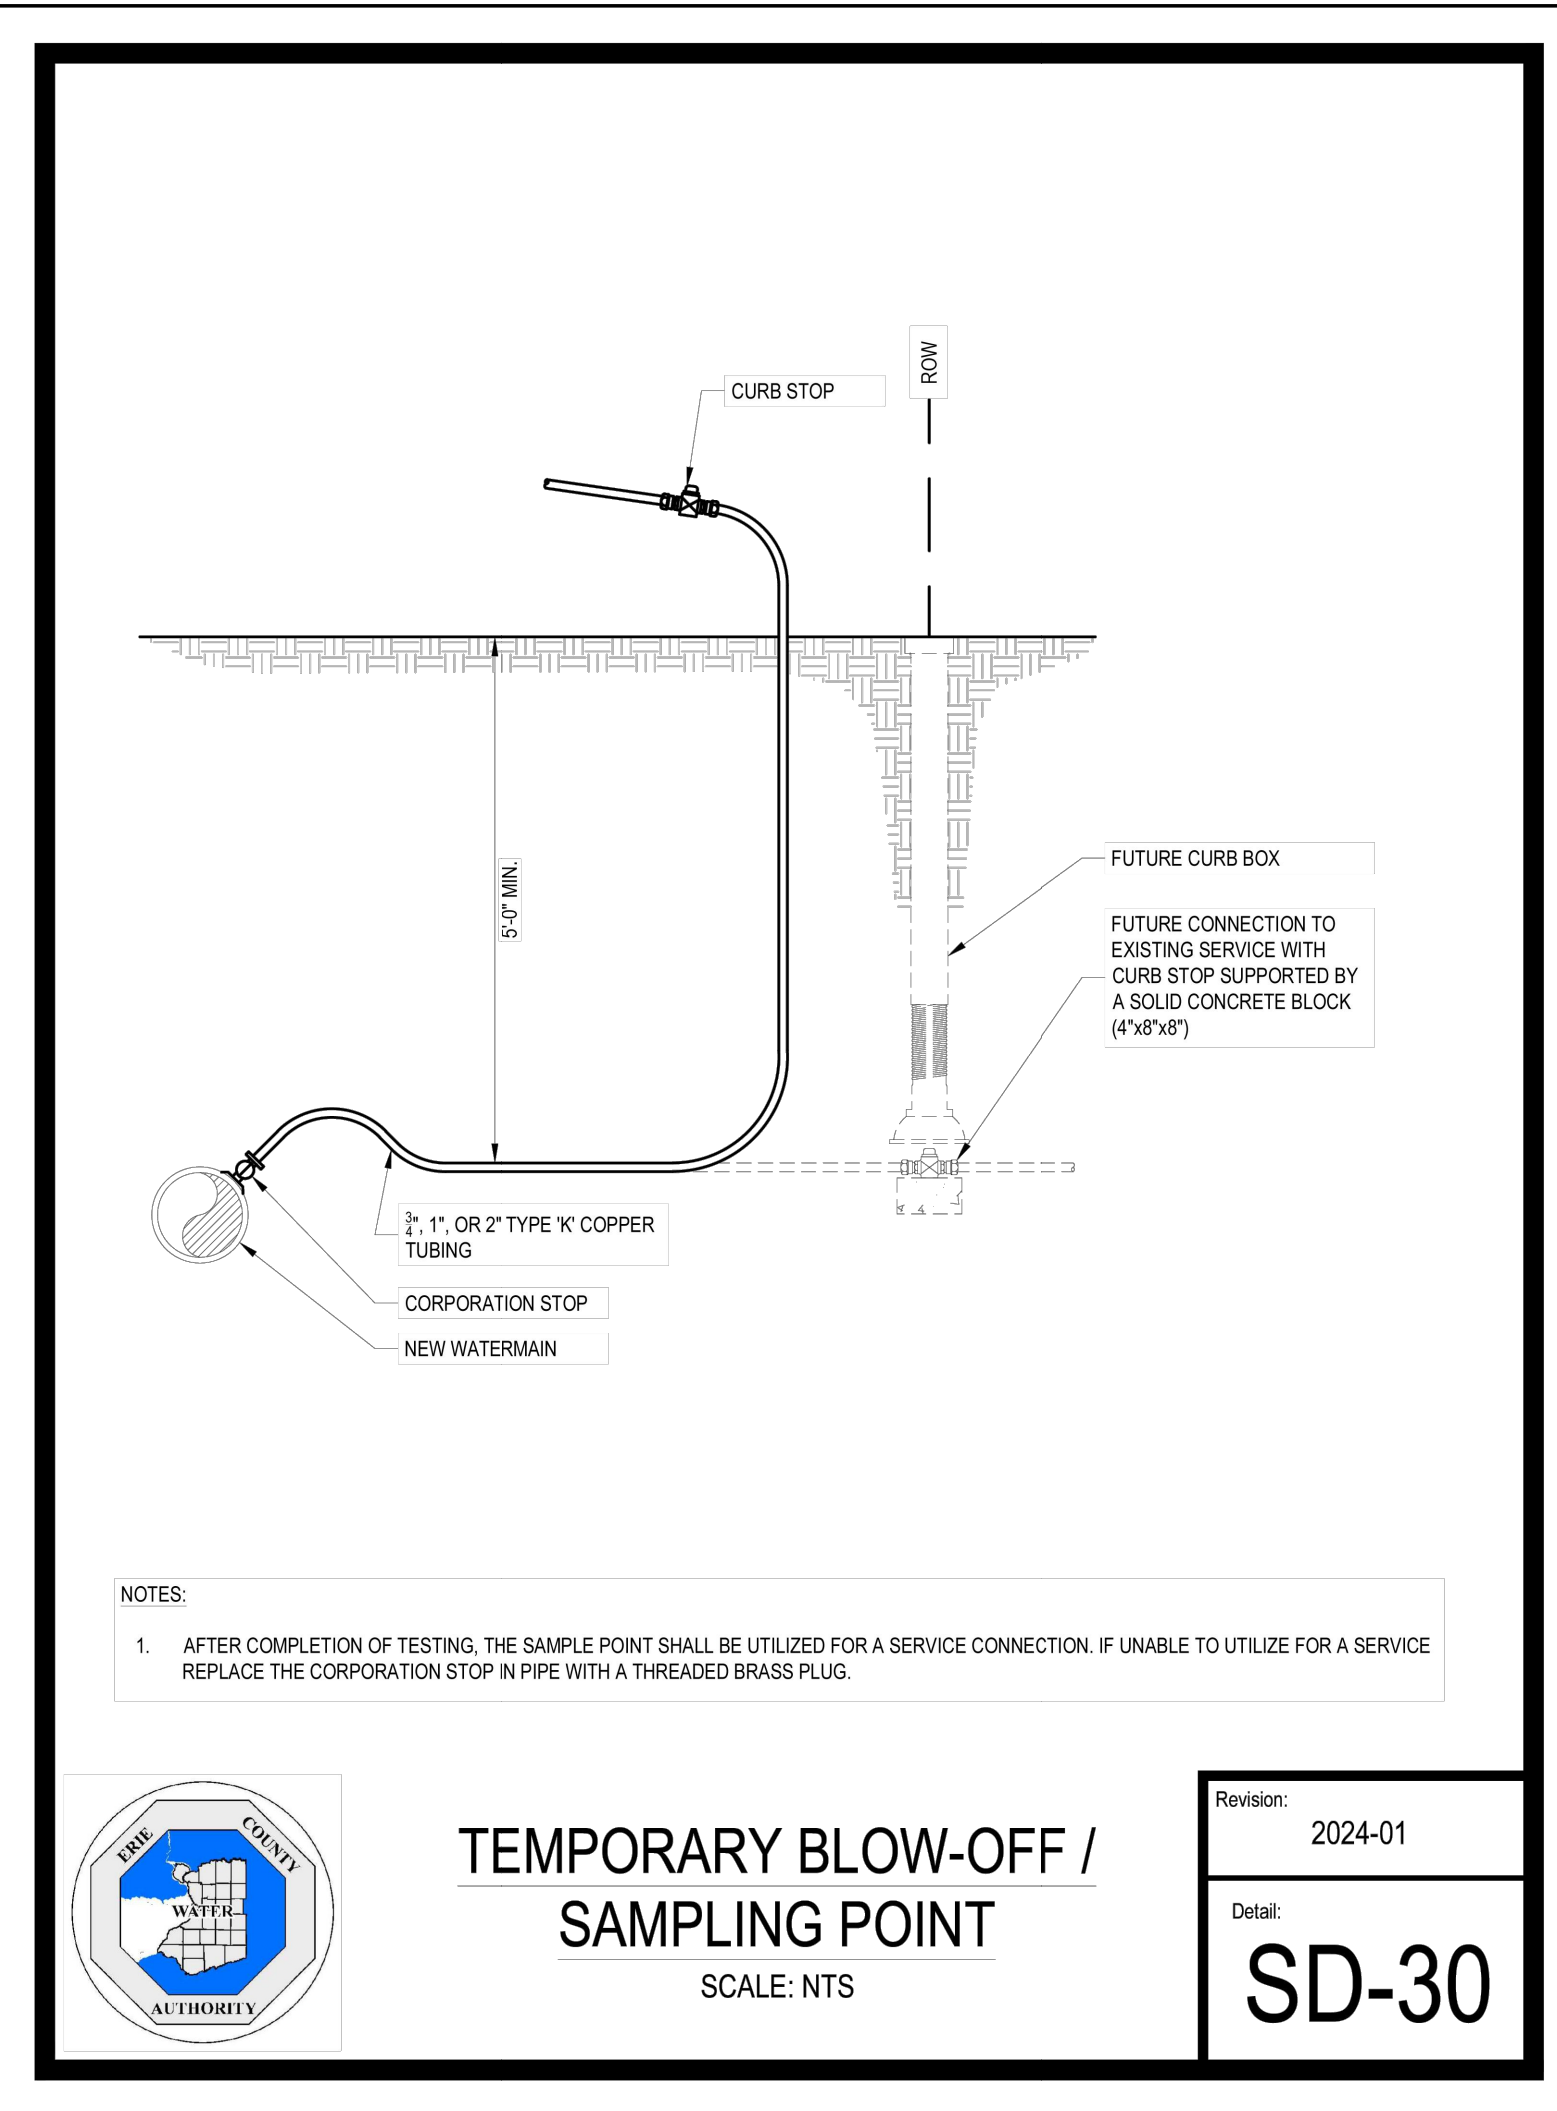 ROW
CURB STOP
5'-0" MIN.
FUTURE CURB BOX
FUTURE CONNECTION TO
EXISTING SERVICE WITH
CURB STOP SUPPORTED BY
A SOLID CONCRETE BLOCK
(4"x8"x8")
3/4", 1", OR 2" TYPE 'K' COPPER
TUBING
CORPORATION STOP
NEW WATERMAIN
NOTES:
1. AFTER COMPLETION OF TESTING, THE SAMPLE POINT SHALL BE UTILIZED FOR A SERVICE CONNECTION. IF UNABLE TO UTILIZE FOR A SERVICE
REPLACE THE CORPORATION STOP IN PIPE WITH A THREADED BRASS PLUG.
ERIE COUNTY
WATER
AUTHORITY
TEMPORARY BLOW-OFF /
SAMPLING POINT
SCALE: NTS
Revision:
2024-01
Detail:
SD-30